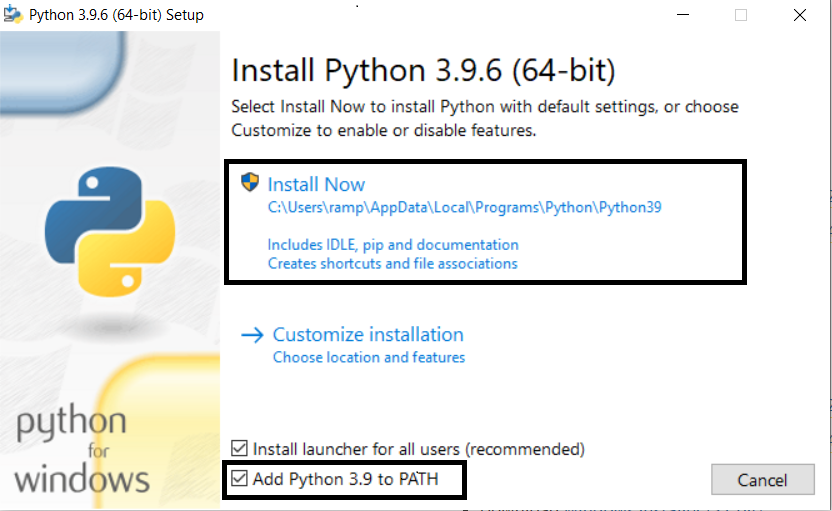 Python 3.9.6 (64-bit) Setup
Install Python 3.9.6 (64-bit)
Select Install Now to install Python with default settings, or choose
Customize to enable or disable features.
Install Now
C:\Users\ramp\AppData\Local\Programs\Python\Python39
Includes IDLE, pip and documentation
Creates shortcuts and file associations
Customize installation
Choose location and features
python
for
windows
Install launcher for all users (recommended)
Add Python 3.9 to PATH
Cancel